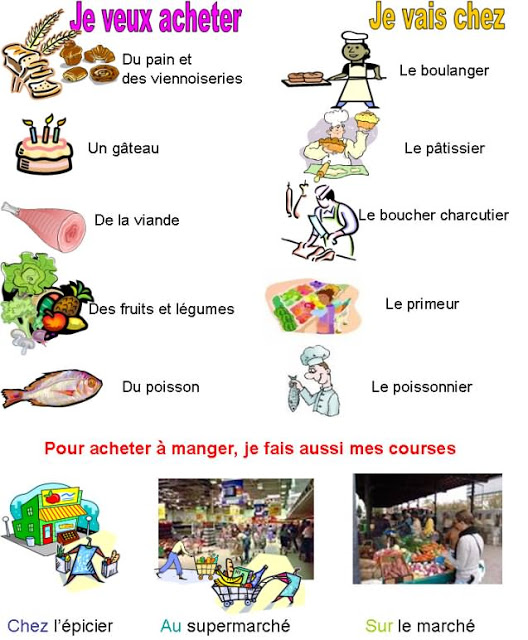 Je veux acheter
Je vais chez
Du pain et
des viennoiseries
Le boulanger
Un gâteau
Le pâtissier
De la viande
Le boucher charcutier
Des fruits et légumes
Le primeur
Du poisson
Le poissonnier
Pour acheter à manger, je fais aussi mes courses
Chez l'épicier
Au supermarché
Sur le marché